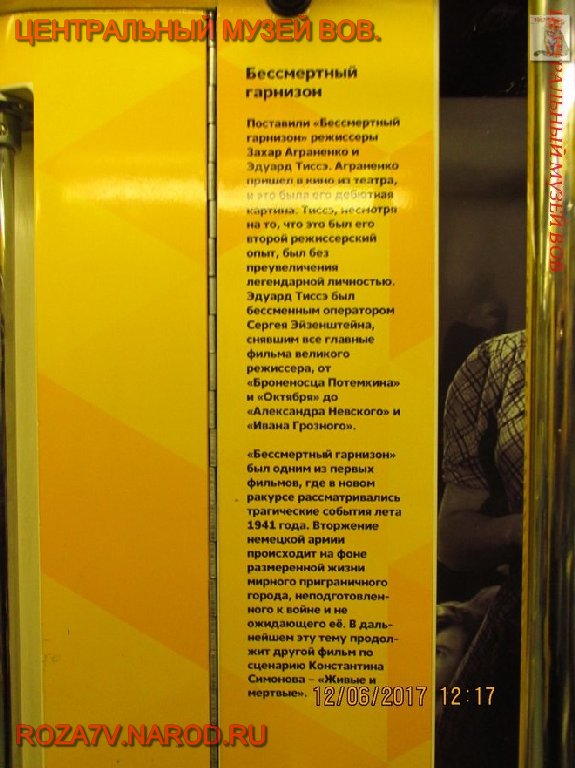 ЦЕНТРАЛЬНЫЙ МУЗЕЙ ВОВ.
Бессмертный
гарнизон
Поставили «Бессмертный
гарнизон» режиссеры
Захар Аграненко и
Эдуард Тиссэ. Аграненко
пришел в кино из театра,
и это была его дебютная
картина. Тиссэ, несмотря
на то, что это был его
второй режиссерский
опыт, был без
преувеличения
легендарной личностью.
Эдуард Тиссэ был
бессменным оператором
Сергея Эйзенштейна,
снявшим все главные
фильма великого
режиссера, от
«Броненосца Потемкина»
и «Октября» до
«Александра Невского» и
«Ивана Грозного».
«Бессмертный гарнизон»
был одним из первых
фильмов, где в новом
ракурсе рассматривались
трагические события лета
1941 года. Вторжение
немецкой армии
происходит на фоне
размеренной жизни
мирного приграничного
города, неподготовлен-
ного к войне и не
ожидающего её. В даль-
нейшем эту тему продол-
жит другой фильм по
сценарию Константина
Симонова – «Живые и
мертвые».
12/06/2017 12:17
ROZA7V.NAROD.RU
МУЗЕЙ ВОВ